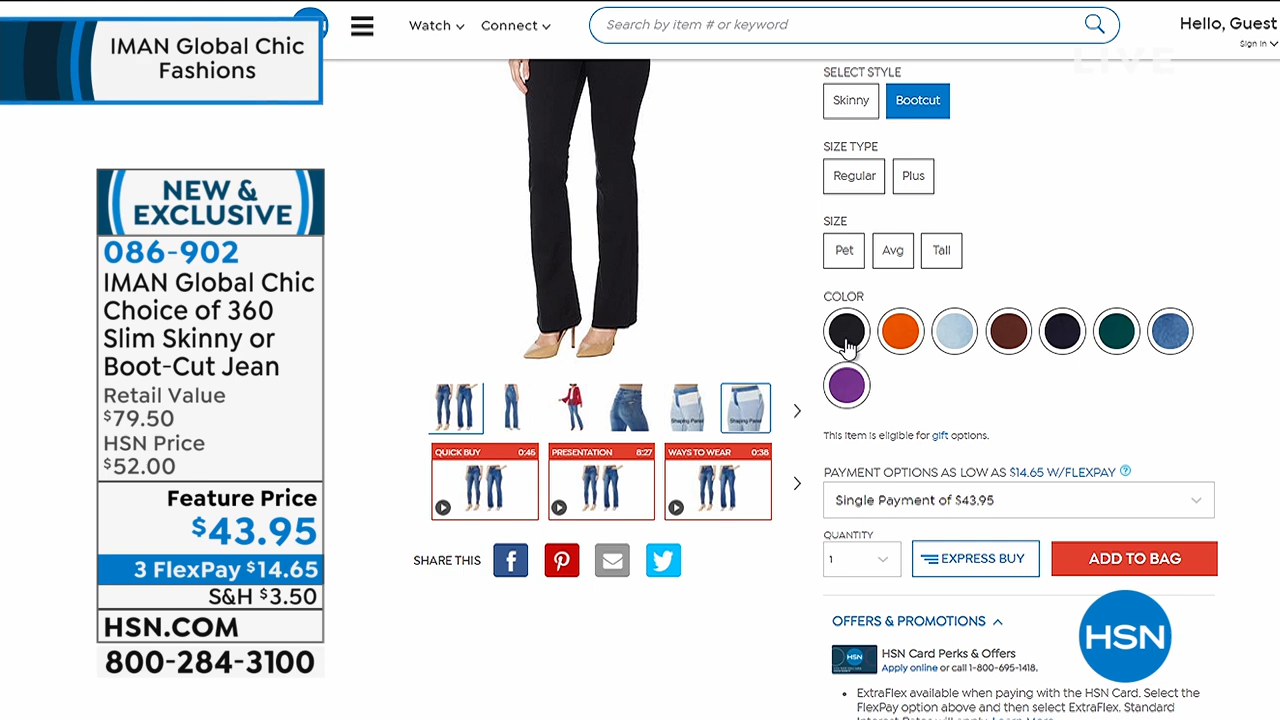 IMAN Global Chic
Fashions
Watch
Connect
Search by item # or keyword
Hello, Guest
Sign In
LIVE
NEW &
EXCLUSIVE
086-902
IMAN Global Chic
Choice of 360
Slim Skinny or
Boot-Cut Jean
Retail Value
$79.50
HSN Price
$52.00
Feature Price
$43.95
3 FlexPay $14.65
S&H $3.50
HSN.COM
800-284-3100
Shaping Panel
Shaping Panel
QUICK BUY 0:45
PRESENTATION 8:27
WAYS TO WEAR 0:38
SHARE THIS
SELECT STYLE
Skinny Bootcut
SIZE TYPE
Regular Plus
SIZE
Pet Avg Tall
COLOR
This item is eligible for gift options.
PAYMENT OPTIONS AS LOW AS $14.65 W/FLEXPAY ?
Single Payment of $43.95
QUANTITY
1
EXPRESS BUY
ADD TO BAG
OFFERS & PROMOTIONS
HSN
HSN
HSN Card Perks & Offers
Apply online or call 1-800-695-1418.
ExtraFlex available when paying with the HSN Card. Select the
FlexPay option above and then select ExtraFlex. Standard